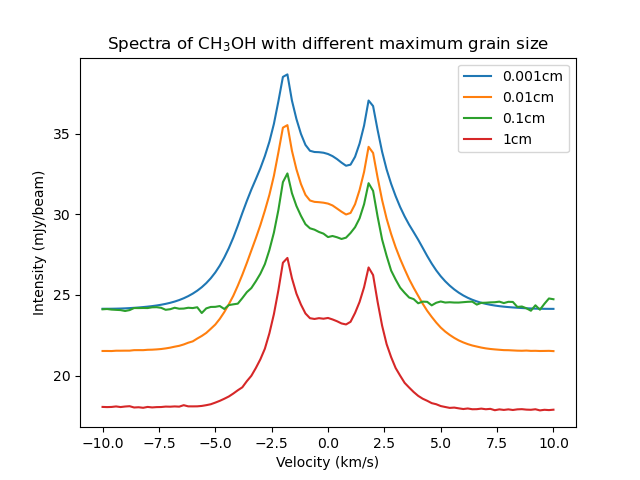 Spectra of CH₃OH with different maximum grain size
0.001cm
0.01cm
0.1cm
1cm
Intensity (mJy/beam)
35
30
25
20
−10.0 −7.5 −5.0 −2.5 0.0 2.5 5.0 7.5 10.0
Velocity (km/s)